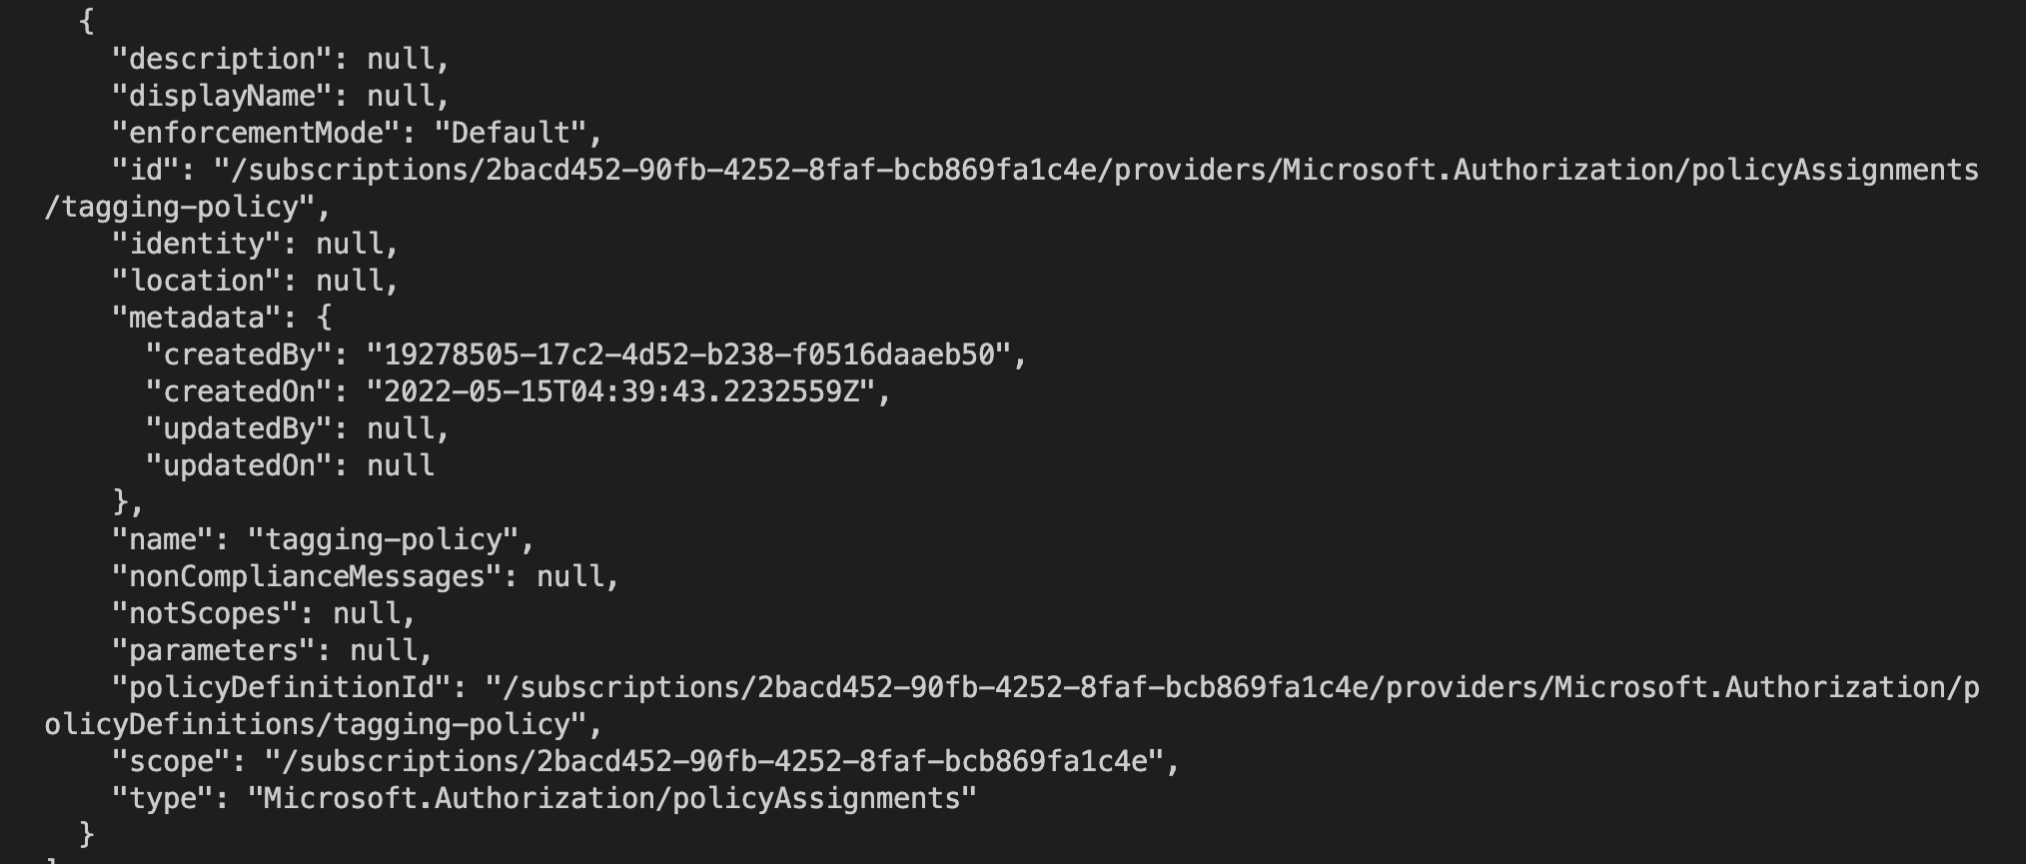 {
"description": null,
"displayName": null,
"enforcementMode": "Default",
"id": "/subscriptions/2bacd452-90fb-4252-8faf-bcb869fa1c4e/providers/Microsoft.Authorization/policyAssignments
/tagging-policy",
"identity": null,
"location": null,
"metadata": {
"createdBy": "19278505-17c2-4d52-b238-f0516daaeb50",
"createdOn": "2022-05-15T04:39:43.2232559Z",
"updatedBy": null,
"updatedOn": null
},
"name": "tagging-policy",
"nonComplianceMessages": null,
"notScopes": null,
"parameters": null,
"policyDefinitionId": "/subscriptions/2bacd452-90fb-4252-8faf-bcb869fa1c4e/providers/Microsoft.Authorization/p
olicyDefinitions/tagging-policy",
"scope": "/subscriptions/2bacd452-90fb-4252-8faf-bcb869fa1c4e",
"type": "Microsoft.Authorization/policyAssignments"
}